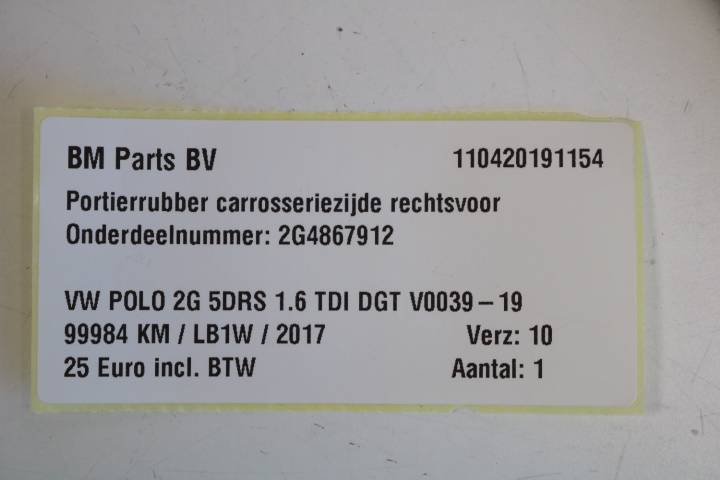 BM Parts BV 110420191154
Portierrubber carrosseriezijde rechtsvoor
Onderdeelnummer: 2G4867912
VW POLO 2G 5DRS 1.6 TDI DGT V0039 – 19
99984 KM / LB1W / 2017 Verz: 10
25 Euro incl. BTW Aantal: 1